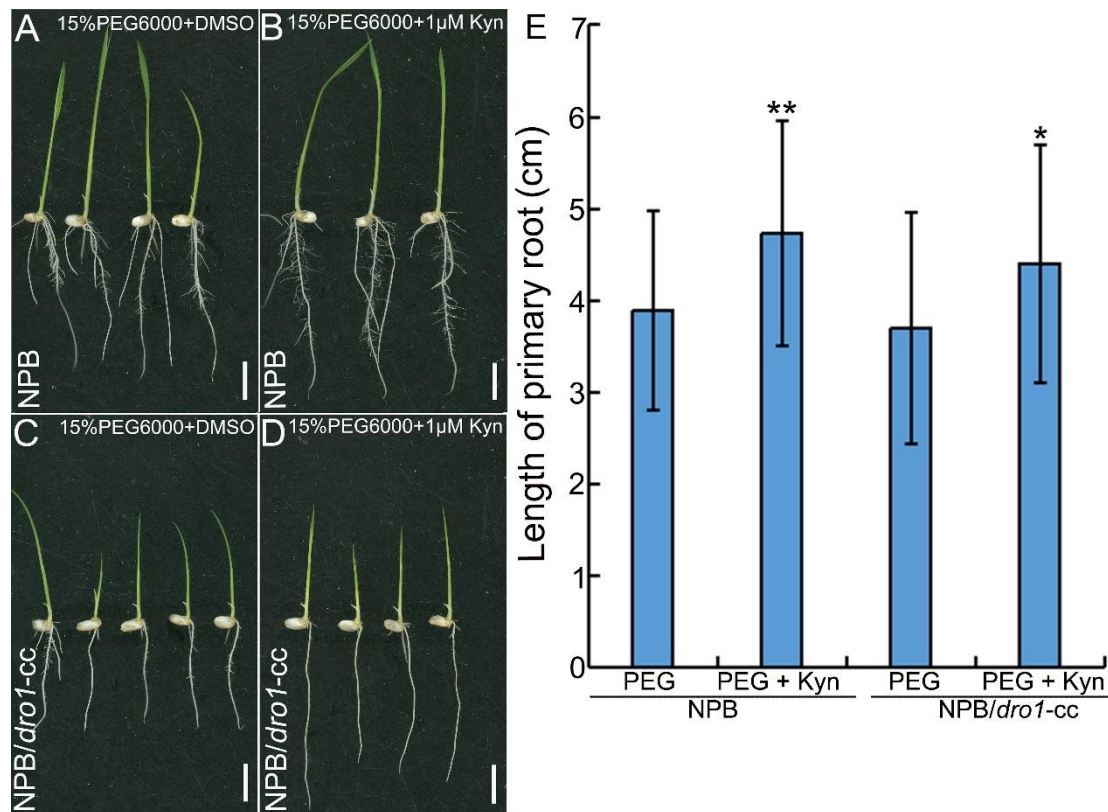 A 15%PEG6000+DMSO
NPB
B 15%PEG6000+1μM Kyn
NPB
C 15%PEG6000+DMSO
NPB/dro1-cc
D 15%PEG6000+1μM Kyn
NPB/dro1-cc
E
Length of primary root (cm)
7
6
5
4
3
2
1
0
**
*
PEG PEG + Kyn PEG PEG + Kyn
NPB NPB/dro1-cc